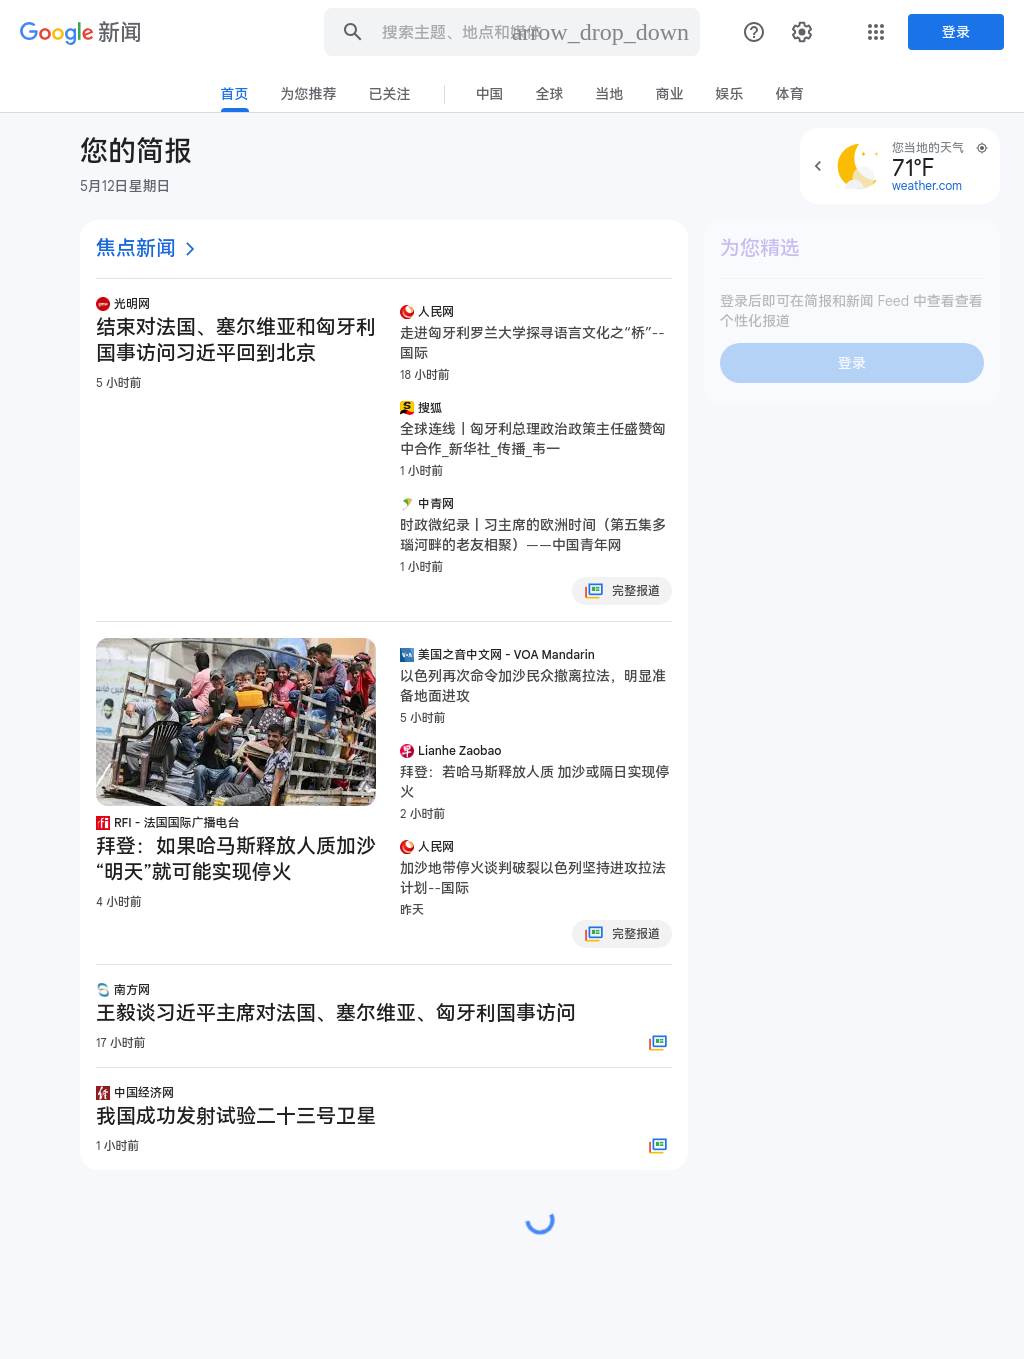 Google 新闻
搜索主题、地点和媒体
arrow_drop_down
登录
首页
为您推荐
已关注
中国
全球
当地
商业
娱乐
体育
您的简报
5月12日星期日
您当地的天气
71°F
weather.com
焦点新闻
光明网
结束对法国、塞尔维亚和匈牙利
国事访问习近平回到北京
5 小时前
人民网
走进匈牙利罗兰大学探寻语言文化之“桥”--
国际
18 小时前
搜狐
全球连线丨匈牙利总理政治政策主任盛赞匈
中合作_新华社_传播_韦一
1 小时前
中青网
时政微纪录丨习主席的欧洲时间（第五集多
瑙河畔的老友相聚）——中国青年网
1 小时前
完整报道
RFI - 法国国际广播电台
拜登：如果哈马斯释放人质加沙
“明天”就可能实现停火
4 小时前
美国之音中文网 - VOA Mandarin
以色列再次命令加沙民众撤离拉法，明显准
备地面进攻
5 小时前
Lianhe Zaobao
拜登：若哈马斯释放人质 加沙或隔日实现停
火
2 小时前
人民网
加沙地带停火谈判破裂以色列坚持进攻拉法
计划--国际
昨天
完整报道
南方网
王毅谈习近平主席对法国、塞尔维亚、匈牙利国事访问
17 小时前
中国经济网
我国成功发射试验二十三号卫星
1 小时前
为您精选
登录后即可在简报和新闻 Feed 中查看查看
个性化报道
登录